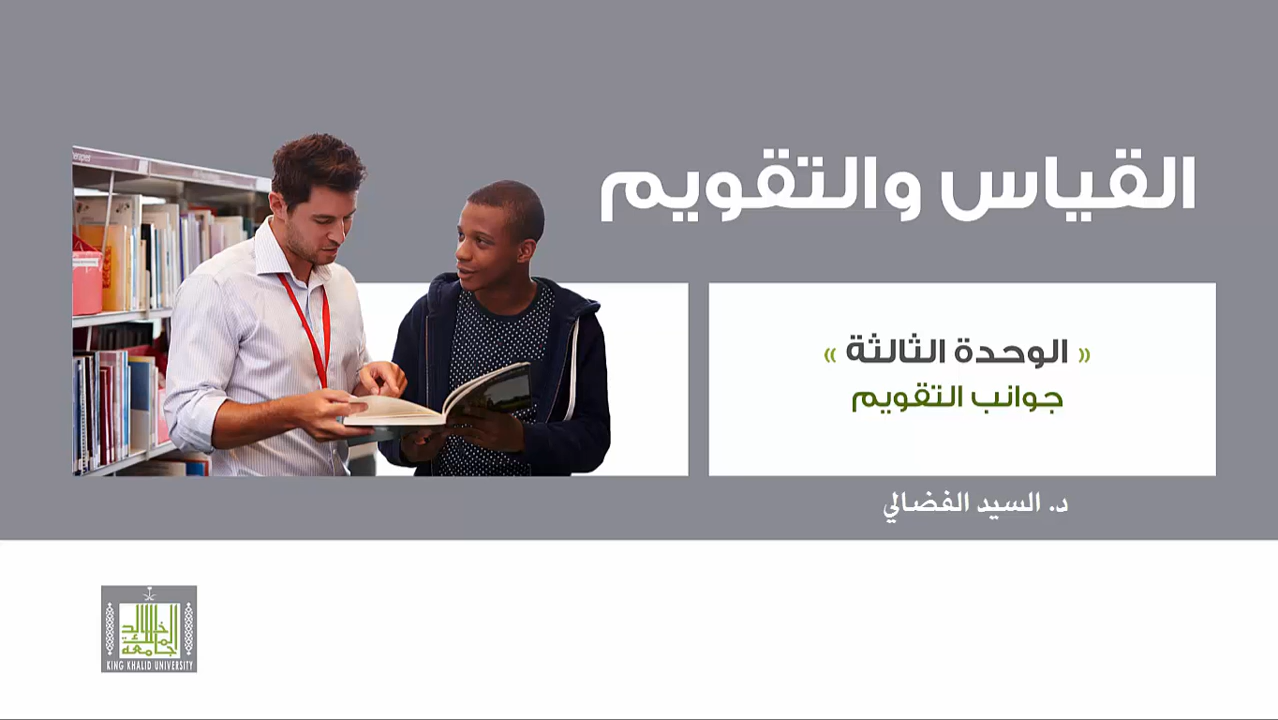 القياس والتقويم
« الوحدة الثالثة »
جوانب التقويم
د. السيد الفضالي
جامعة الملك خالد
KING KHALID UNIVERSITY